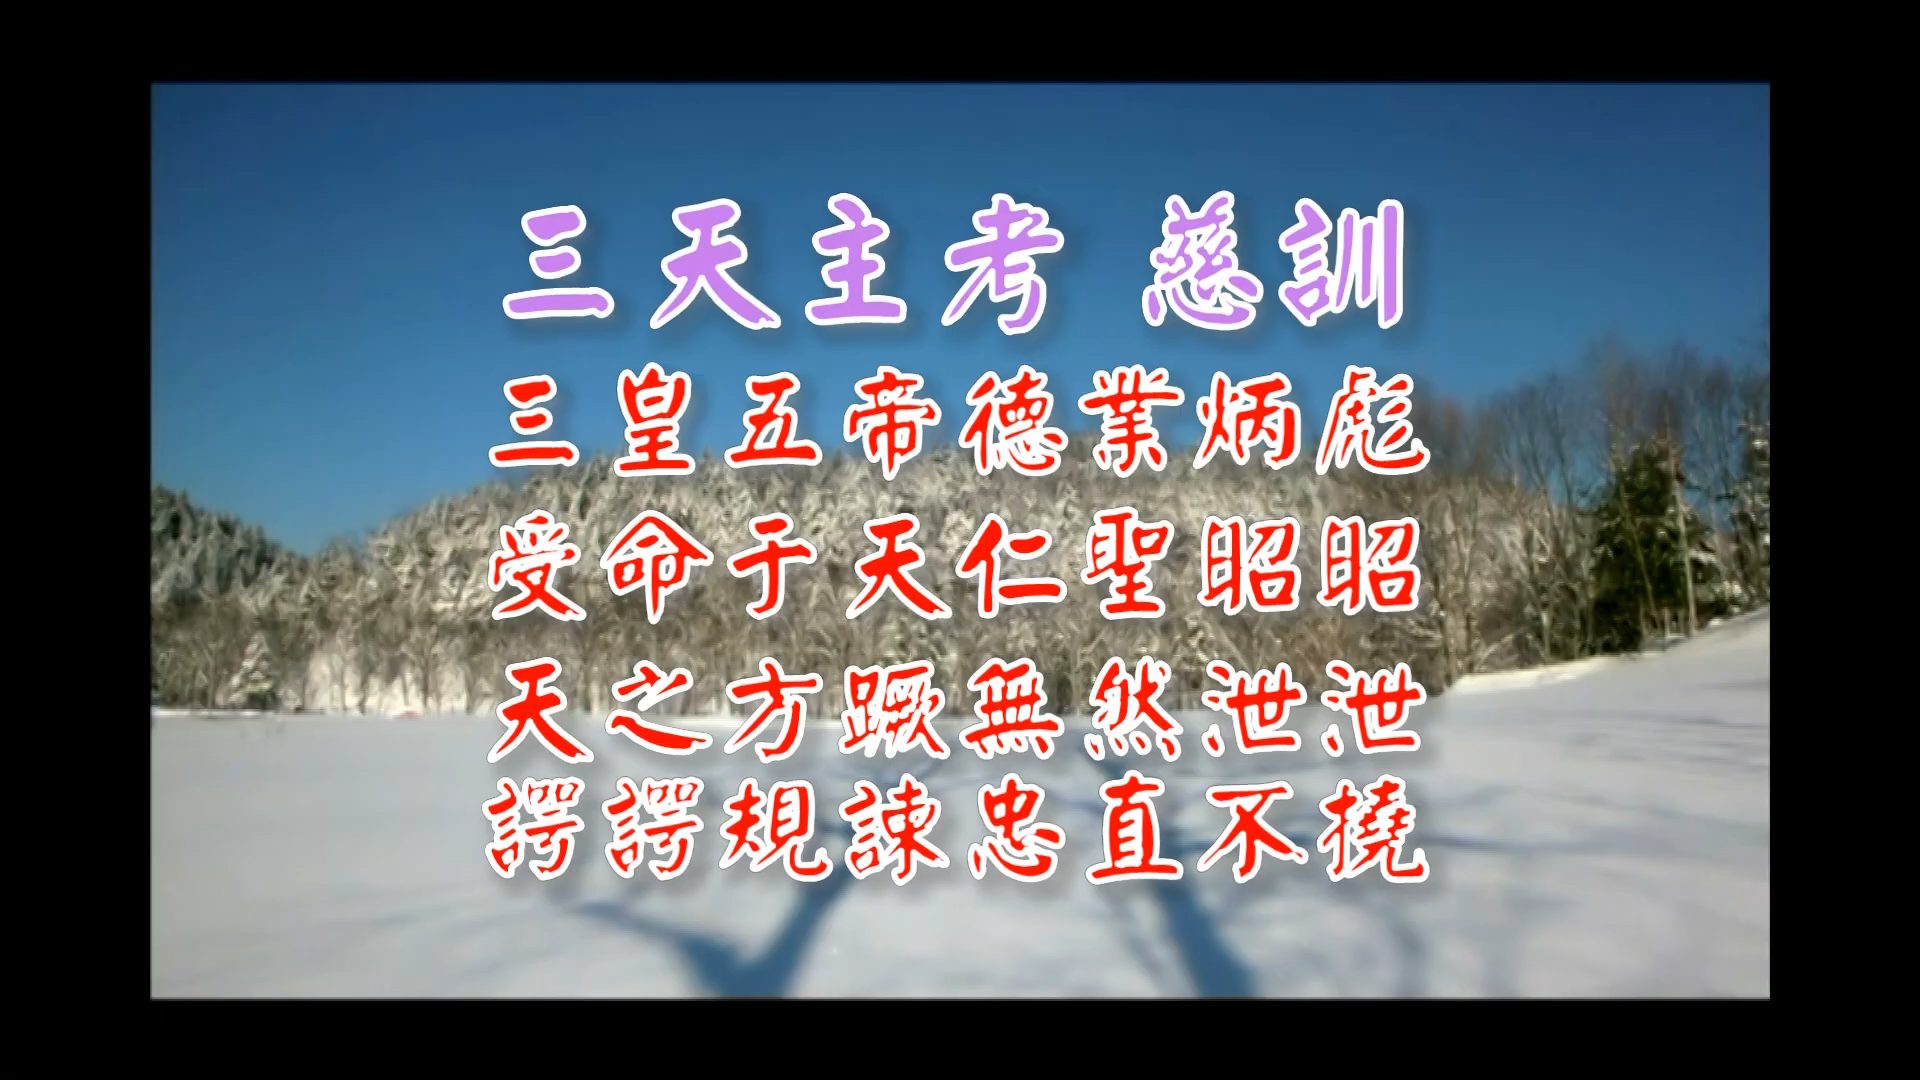 三天主考 慈訓
三皇五帝德業炳彪
受命于天仁聖昭昭
天之方蹶無然泄泄
諤諤規諫忠直不撓